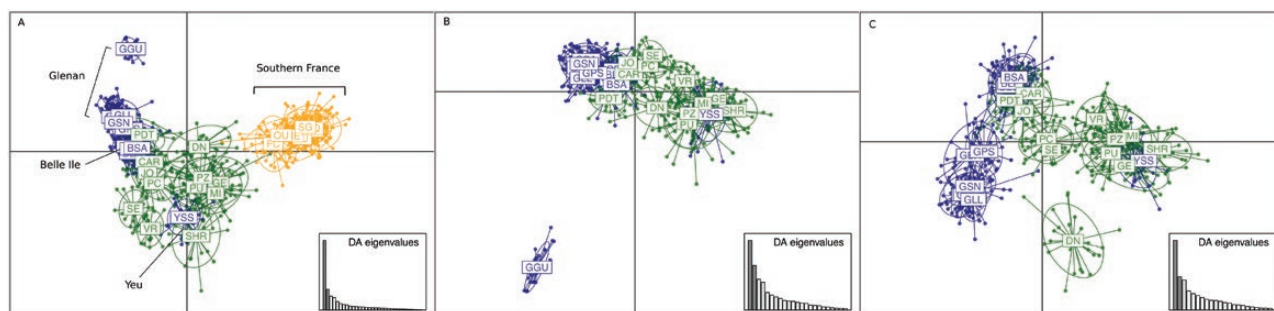 A
GGU
Glenan
Southern France
GSN
PDT
OU
SG
Belle Ile
BSA
DN
CAR
JO
PC
PZ
PU
GE
MI
SE
YSS
VR
SHR
Yeu
DA eigenvalues
B
GSN
GPS
GLL
BSA
JO
CAR
SE
PC
PDT
VR
DN
MI
GE
SHR
PZ
YSS
PU
GGU
DA eigenvalues
C
BSA
PDT
CAR
JO
PC
SE
VR
PZ
MI
PU
SHR
YSS
GE
GPS
GSN
GLL
DN
DA eigenvalues